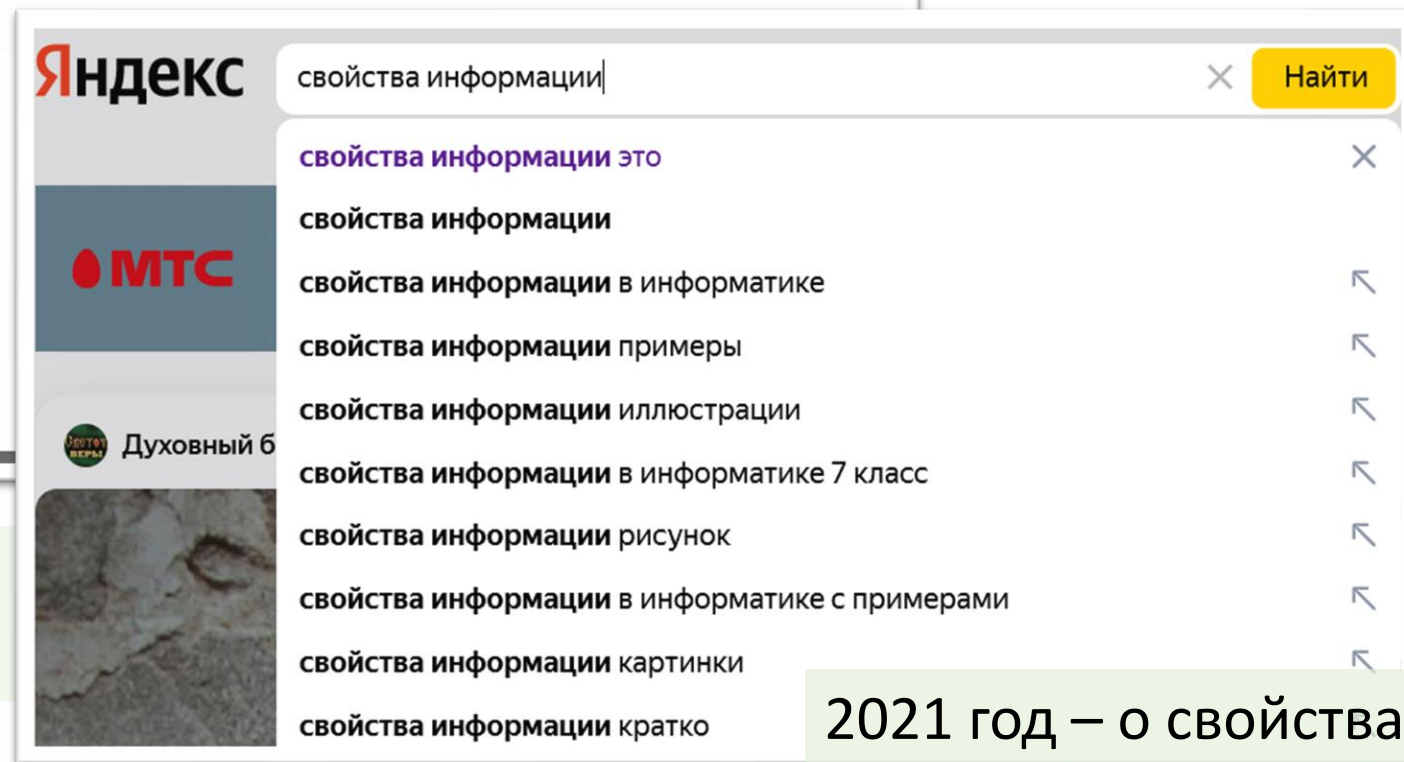 Яндекс
свойства информации
Найти
свойства информации это
свойства информации
МТС
свойства информации в информатике
свойства информации примеры
свойства информации иллюстрации
Духовный б
свойства информации в информатике 7 класс
свойства информации рисунок
свойства информации в информатике с примерами
свойства информации картинки
свойства информации кратко
2021 год – о свойства